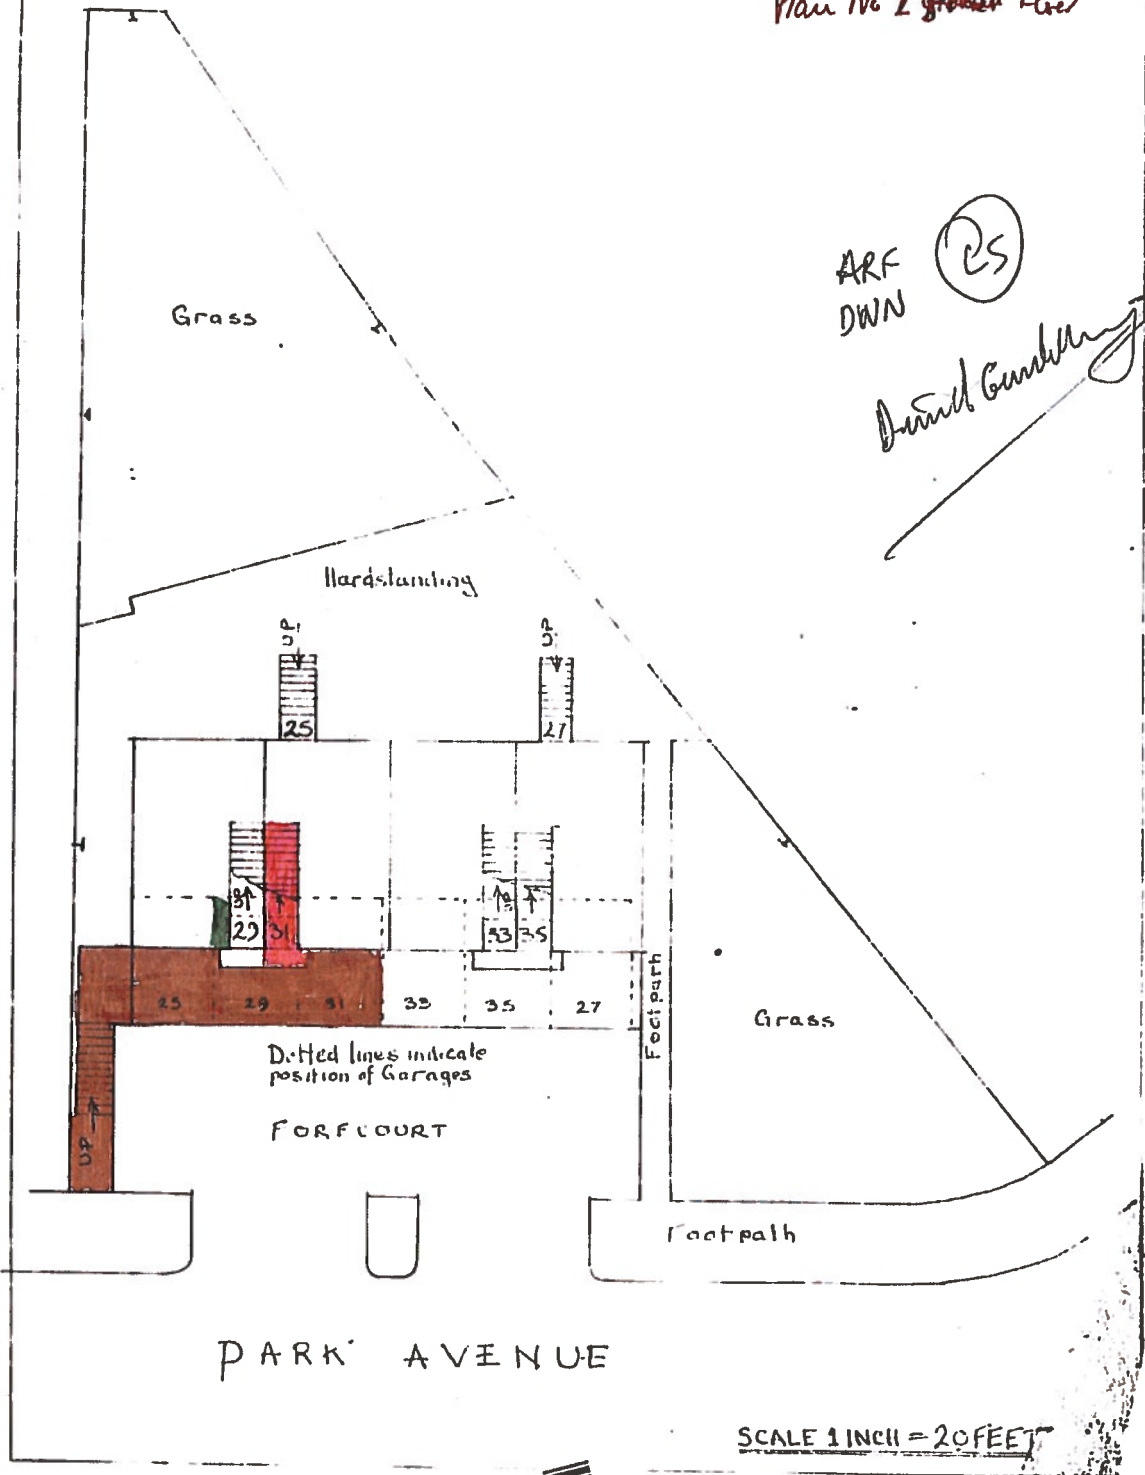 Plan No 2
ARF
DWN
Grass
Hardstanding
UP
UP
25
27
29
31
33
35
25
29
31
33
35
27
Footpath
Grass
Dotted lines indicate
position of Garages
FORECOURT
UP
Footpath
PARK AVENUE
SCALE 1 INCH = 20 FEET